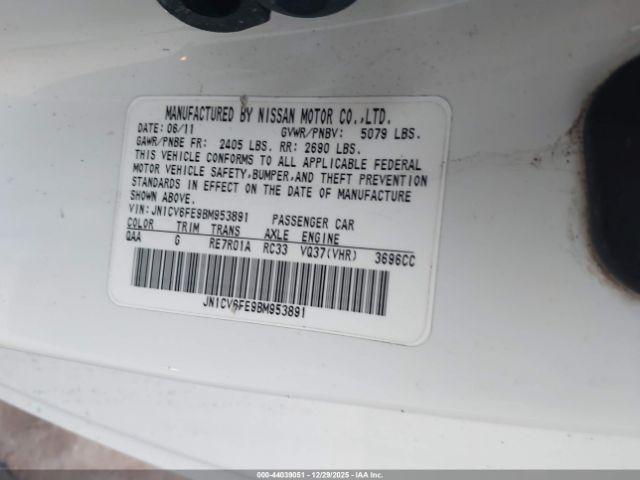 MANUFACTURED BY NISSAN MOTOR CO.,LTD.
DATE: 06/11 GVWR/PNBV: 5079 LBS.
GAWR/PNBE FR: 2405 LBS. RR: 2690 LBS.
THIS VEHICLE CONFORMS TO ALL APPLICABLE FEDERAL
MOTOR VEHICLE SAFETY,BUMPER,AND THEFT PREVENTION
STANDARDS IN EFFECT ON THE DATE OF MANUFACTURE
SHOWN ABOVE.
VIN: JN1CV6FE9BM953891 PASSENGER CAR
COLOR TRIM TRANS AXLE ENGINE
QAA G RE7R01A RC33 VQ37(VHR) 3696CC
JN1CV6FE9BM953891
000-44039051 - 12/29/2025 - IAAI.COM